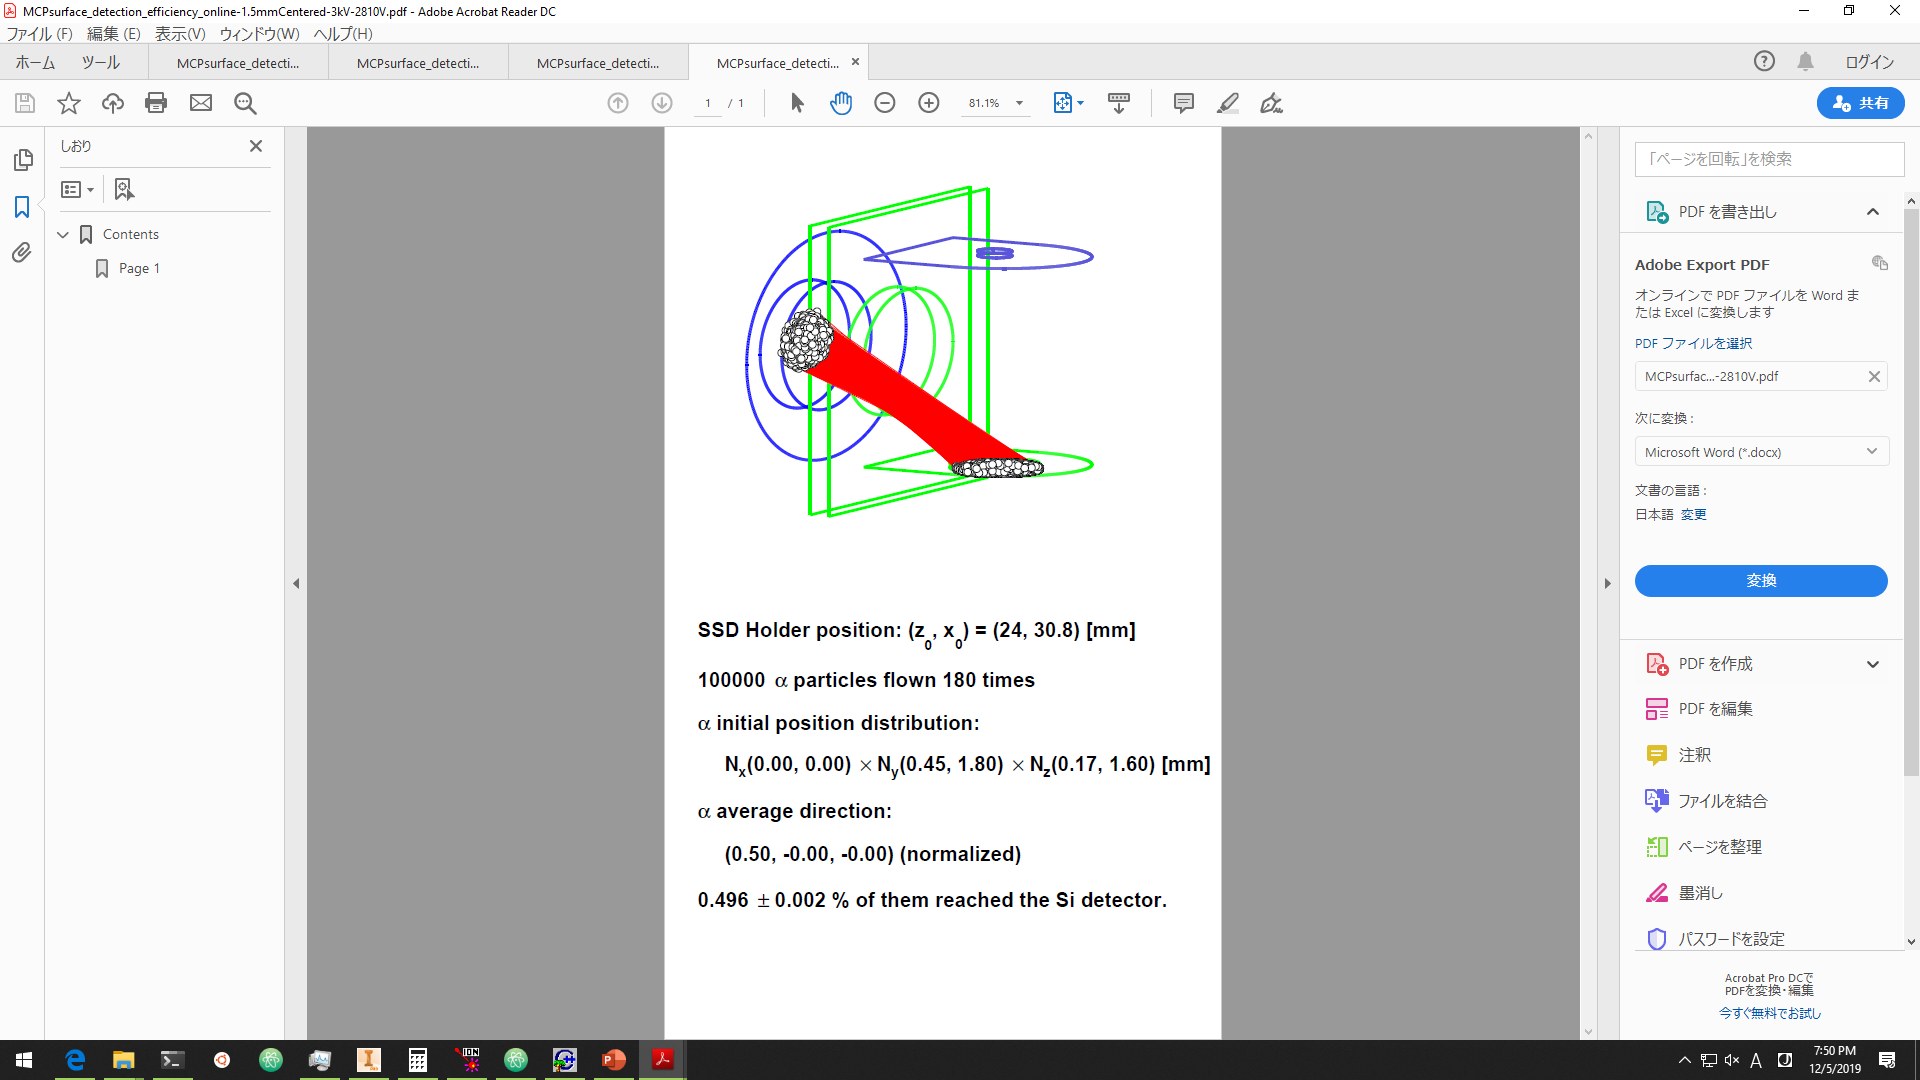 MCPsurface_detection_efficiency_online-1.5mmCentered-3kV-2810V.pdf - Adobe Acrobat Reader DC
ファイル (F) 編集 (E) 表示(V) ウィンドウ(W) ヘルプ(H)
ホーム ツール MCPsurface_detecti... MCPsurface_detecti... MCPsurface_detecti... MCPsurface_detecti... ログイン
1 / 1 81.1% 共有
しおり
Contents
Page 1
SSD Holder position: (z0, x0) = (24, 30.8) [mm]
100000 α particles flown 180 times
α initial position distribution:
Nx(0.00, 0.00) × Ny(0.45, 1.80) × Nz(0.17, 1.60) [mm]
α average direction:
(0.50, -0.00, -0.00) (normalized)
0.496 ± 0.002 % of them reached the Si detector.
「ページを回転」を検索
PDF を書き出し
Adobe Export PDF
オンラインで PDF ファイルを Word ま
たは Excel に変換します
PDF ファイルを選択
MCPsurfac...-2810V.pdf
次に変換 :
Microsoft Word (*.docx)
文書の言語 :
日本語 変更
変換
PDF を作成
PDF を編集
注釈
ファイルを結合
ページを整理
墨消し
パスワードを設定
Acrobat Pro DCで
PDFを変換・編集
今すぐ無料でお試し
ION
A
7:50 PM
12/5/2019